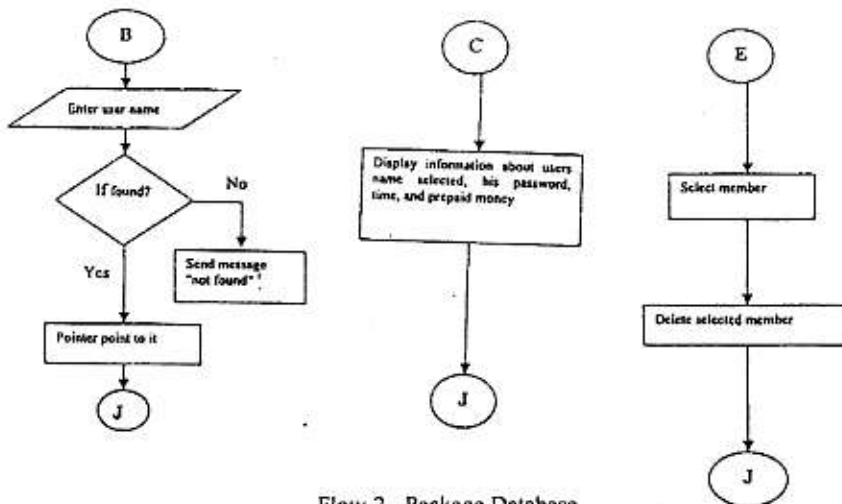 B
Enter user name
If found?
No
Yes
Send message
"not found"
Pointer point to it
J
C
Display information about users
name selected, his password,
time, and prepaid money
J
E
Select member
Delete selected member
J
Flow 2 Package Database